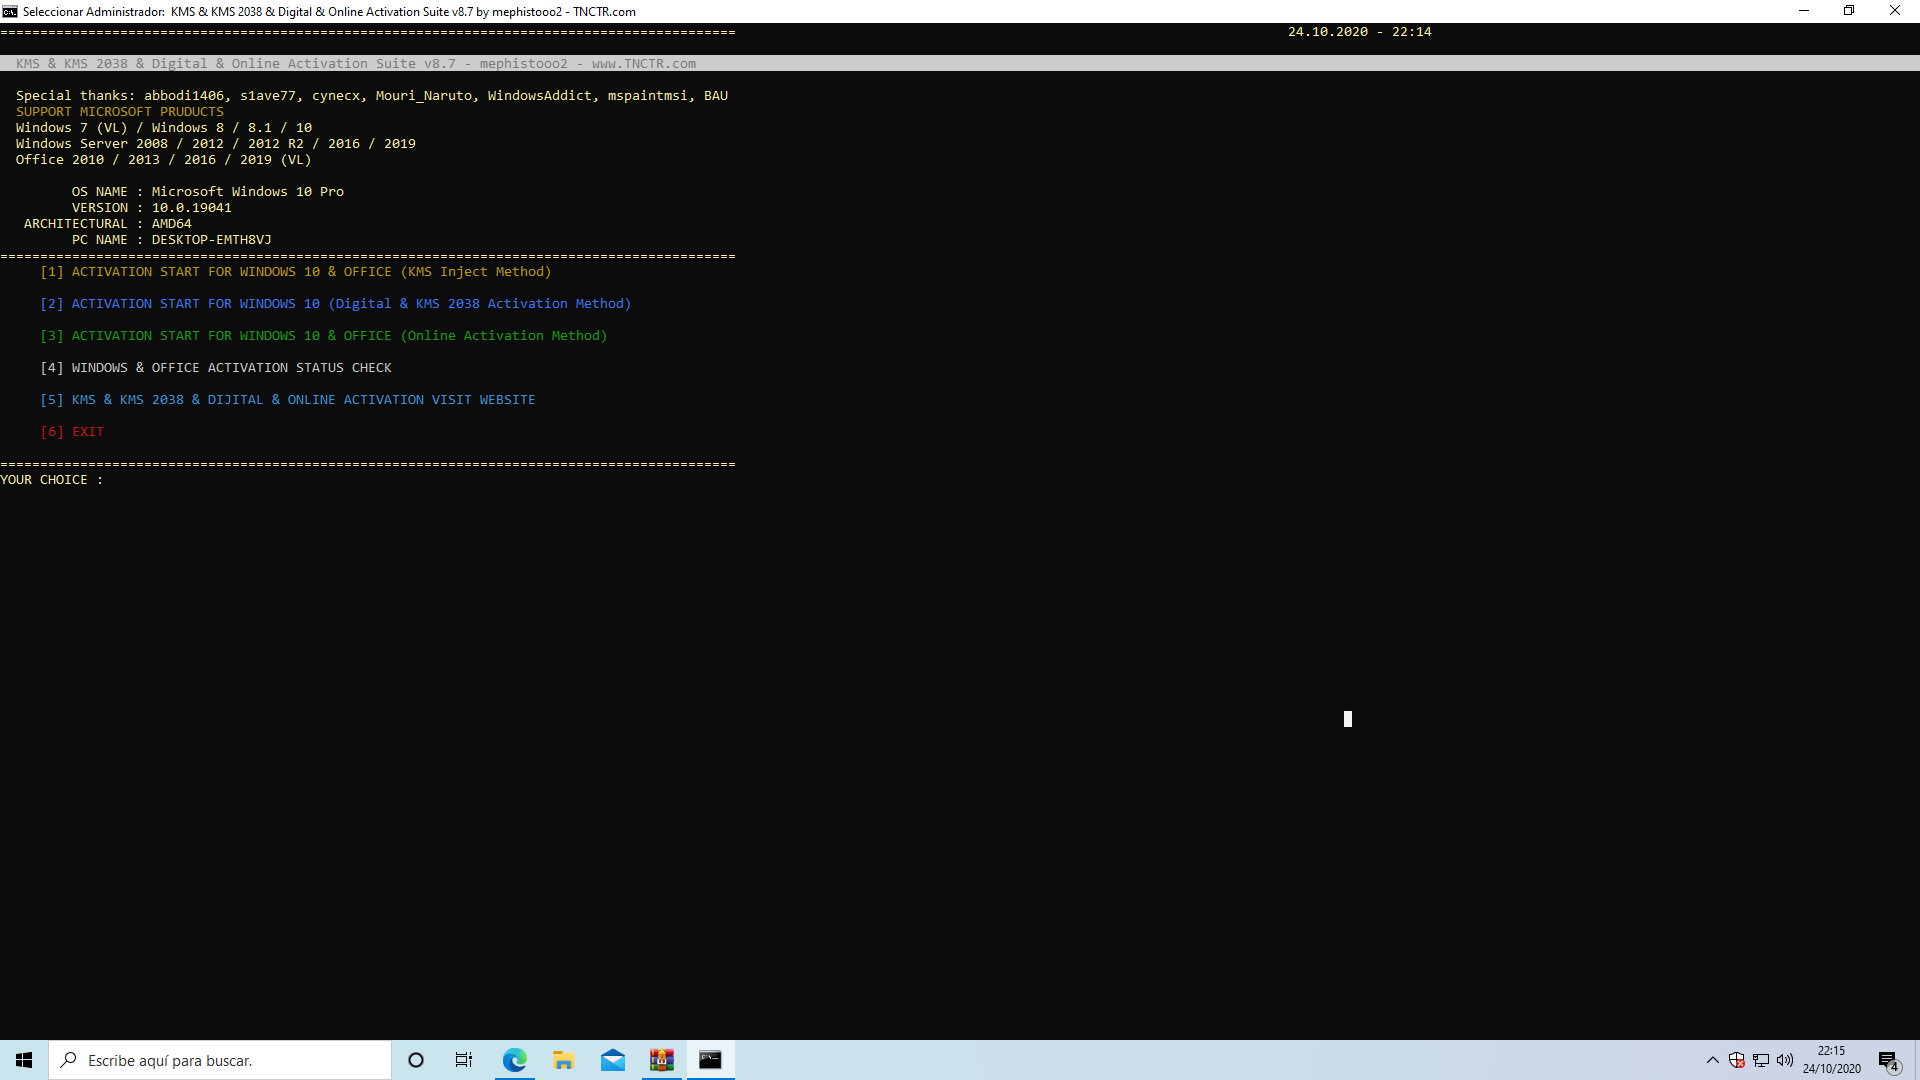 Seleccionar Administrador:  KMS & KMS 2038 & Digital & Online Activation Suite v8.7 by mephistooo2 - TNCTR.com
============================================================================================ 24.10.2020 - 22:14
KMS & KMS 2038 & Digital & Online Activation Suite v8.7 - mephistooo2 - www.TNCTR.com
Special thanks: abbodi1406, s1ave77, cynecx, Mouri_Naruto, WindowsAddict, mspaintmsi, BAU
SUPPORT MICROSOFT PRUDUCTS
Windows 7 (VL) / Windows 8 / 8.1 / 10
Windows Server 2008 / 2012 / 2012 R2 / 2016 / 2019
Office 2010 / 2013 / 2016 / 2019 (VL)
OS NAME : Microsoft Windows 10 Pro
VERSION : 10.0.19041
ARCHITECTURAL : AMD64
PC NAME : DESKTOP-EMTH8VJ
============================================================================================
[1] ACTIVATION START FOR WINDOWS 10 & OFFICE (KMS Inject Method)
[2] ACTIVATION START FOR WINDOWS 10 (Digital & KMS 2038 Activation Method)
[3] ACTIVATION START FOR WINDOWS 10 & OFFICE (Online Activation Method)
[4] WINDOWS & OFFICE ACTIVATION STATUS CHECK
[5] KMS & KMS 2038 & DIJITAL & ONLINE ACTIVATION VISIT WEBSITE
[6] EXIT
============================================================================================
YOUR CHOICE :
Escribe aquí para buscar.
22:15
24/10/2020
4